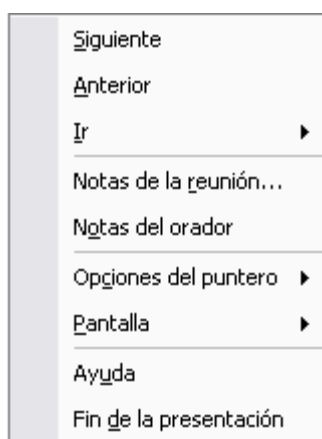 Siguiente
Anterior
Ir
Notas de la reunión...
Notas del orador
Opciones del puntero
Pantalla
Ayuda
Fin de la presentación